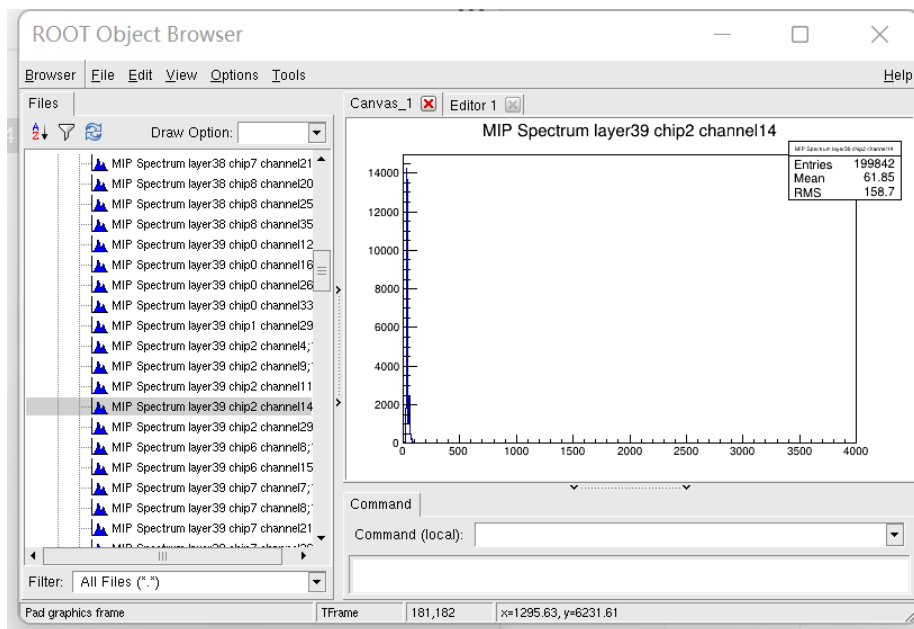 ROOT Object Browser
Browser File Edit View Options Tools Help
Files
Draw Option:
MIP Spectrum layer38 chip7 channel21
MIP Spectrum layer38 chip8 channel20
MIP Spectrum layer38 chip8 channel25
MIP Spectrum layer38 chip8 channel35
MIP Spectrum layer39 chip0 channel12
MIP Spectrum layer39 chip0 channel16
MIP Spectrum layer39 chip0 channel26
MIP Spectrum layer39 chip0 channel33
MIP Spectrum layer39 chip1 channel29
MIP Spectrum layer39 chip2 channel4;
MIP Spectrum layer39 chip2 channel9;
MIP Spectrum layer39 chip2 channel11
MIP Spectrum layer39 chip2 channel14
MIP Spectrum layer39 chip2 channel29
MIP Spectrum layer39 chip6 channel8;
MIP Spectrum layer39 chip6 channel15
MIP Spectrum layer39 chip7 channel7;
MIP Spectrum layer39 chip7 channel8;
MIP Spectrum layer39 chip7 channel21
Filter: All Files (*.*)
Canvas_1 Editor 1
MIP Spectrum layer39 chip2 channel14
MIP Spectrum layer39 chip2 channel14
Entries 199842
Mean 61.85
RMS 158.7
14000
12000
10000
8000
6000
4000
2000
0
0 500 1000 1500 2000 2500 3000 3500 4000
Command
Command (local):
Pad graphics frame TFrame 181,182 x=1295.63, y=6231.61